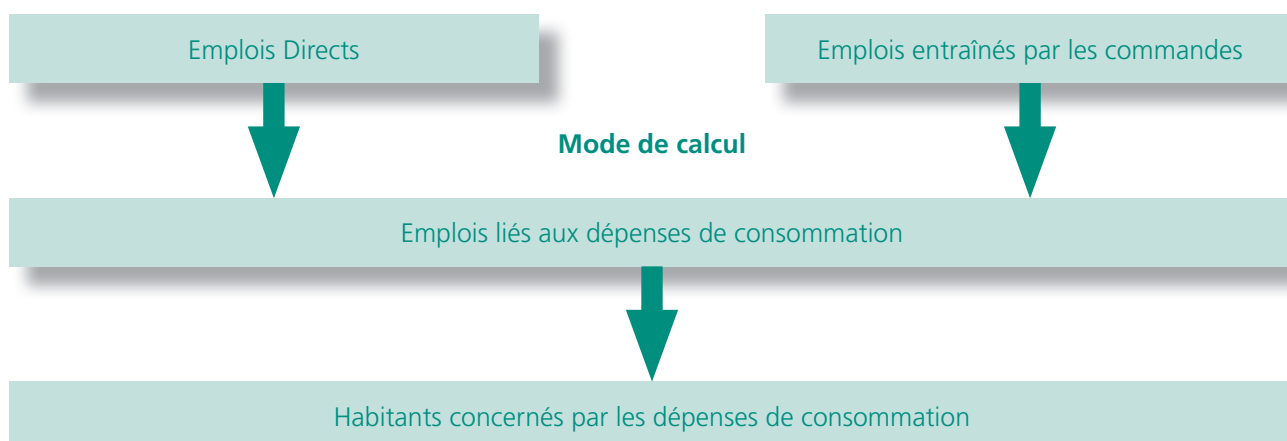 Emplois Directs
Emplois entraînés par les commandes
Mode de calcul
Emplois liés aux dépenses de consommation
Habitants concernés par les dépenses de consommation